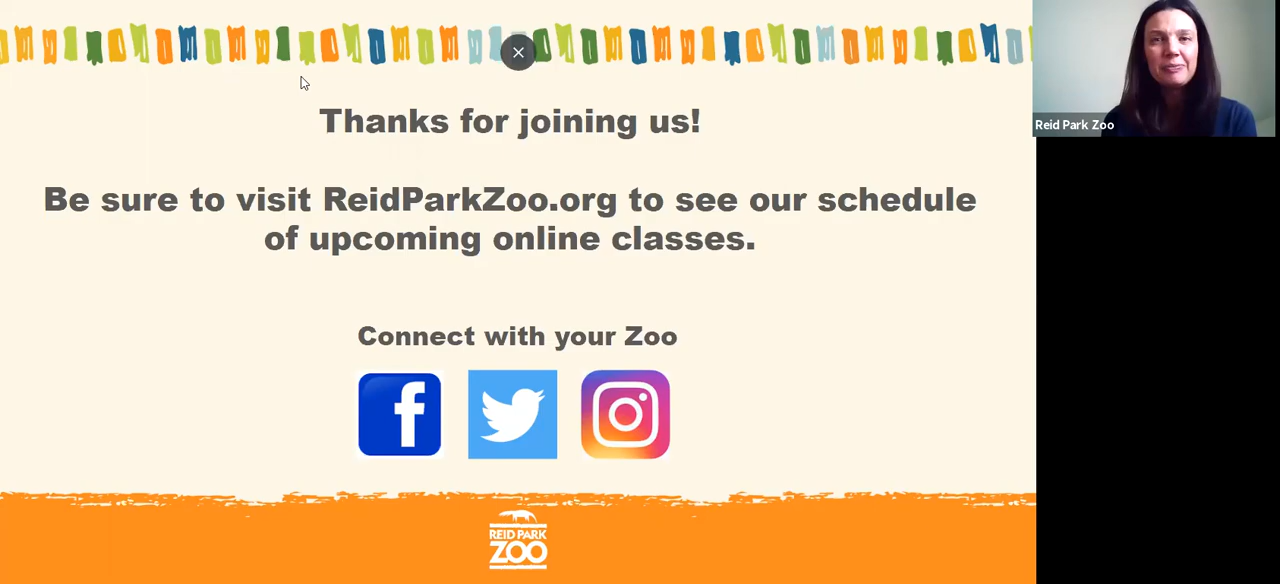 Thanks for joining us!
Be sure to visit ReidParkZoo.org to see our schedule
of upcoming online classes.
Connect with your Zoo
REID PARK
ZOO
Reid Park Zoo